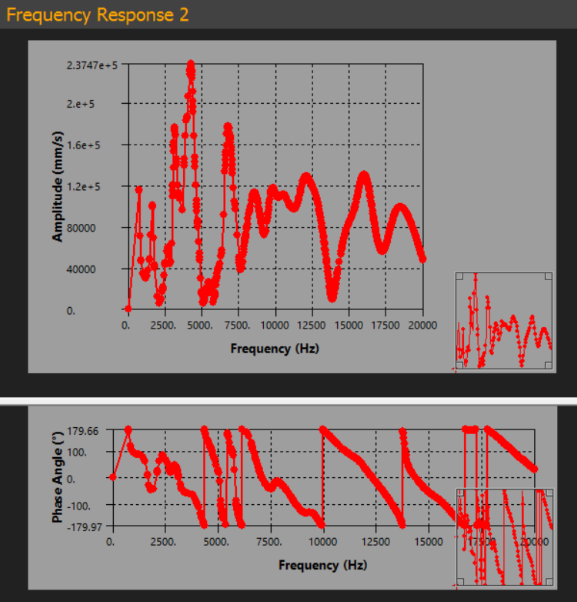 Frequency Response 2
2.3747e+5
2.e+5
1.6e+5
1.2e+5
80000
40000
0.
Amplitude (mm/s)
0. 2500. 5000. 7500. 10000 12500 15000 17500 20000
Frequency (Hz)
179.66
100.
0.
-100.
-179.97
Phase Angle (°)
0. 2500. 5000. 7500. 10000 12500 15000 17500 20000
Frequency (Hz)